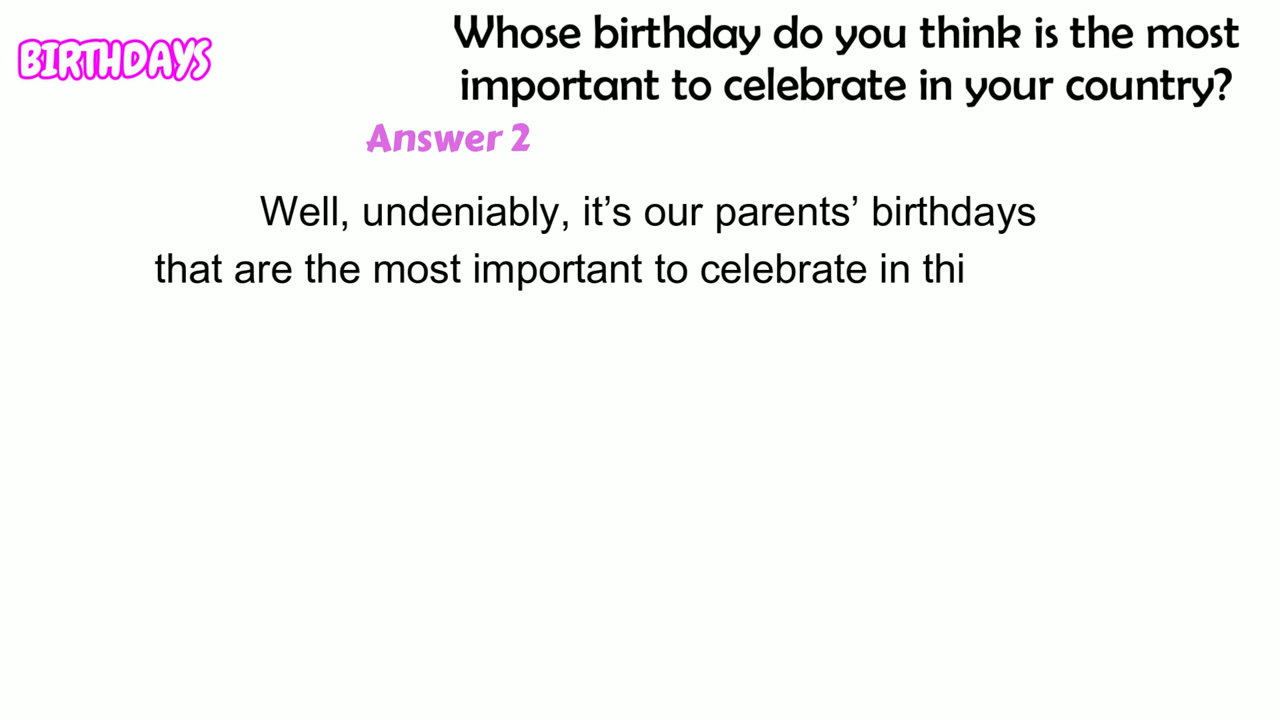 BIRTHDAYS
Whose birthday do you think is the most
important to celebrate in your country?
Answer 2
Well, undeniably, it’s our parents’ birthdays
that are the most important to celebrate in thi